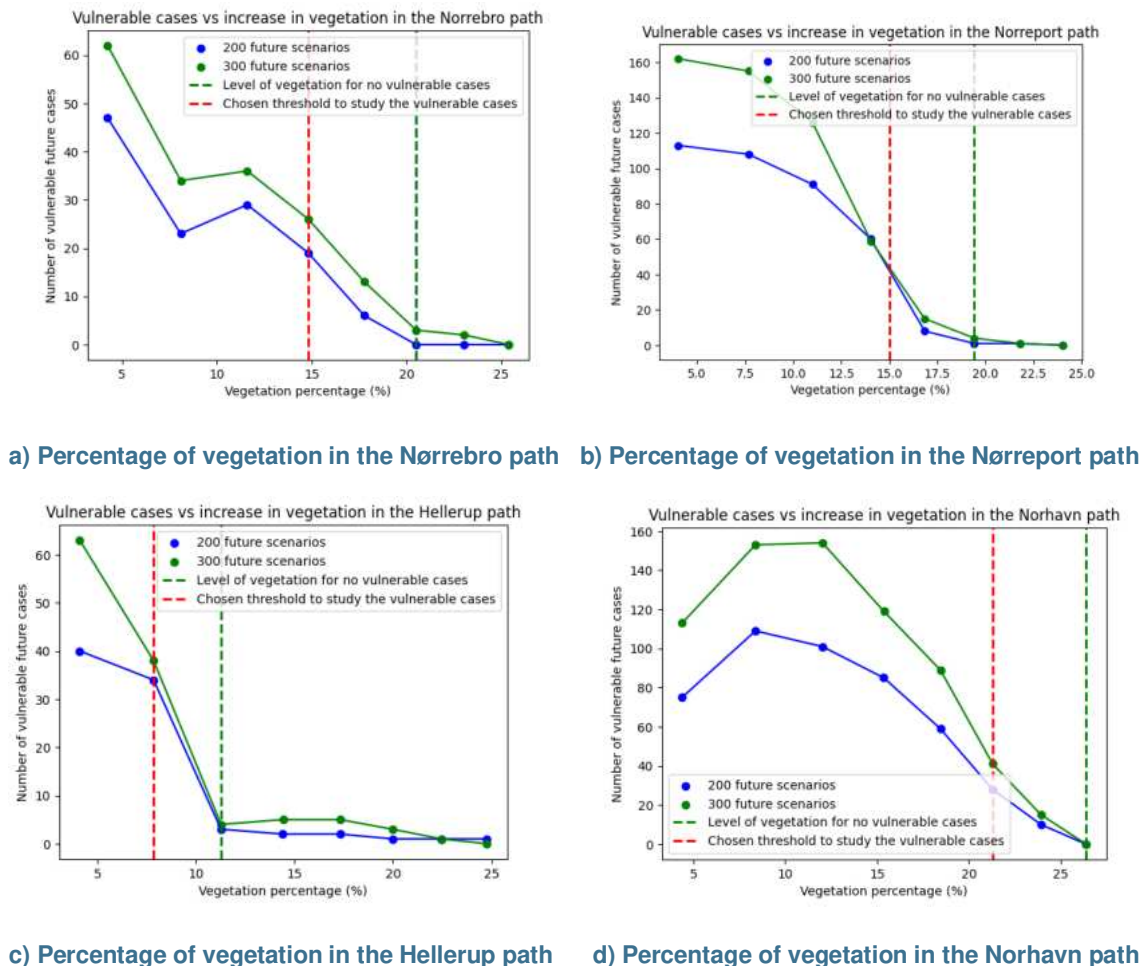 Vulnerable cases vs increase in vegetation in the Norrebro path
200 future scenarios
300 future scenarios
Level of vegetation for no vulnerable cases
Chosen threshold to study the vulnerable cases
Number of vulnerable future cases
60
50
40
30
20
10
0
5
10
15
20
25
Vegetation percentage (%)
a) Percentage of vegetation in the Nørrebro path
Vulnerable cases vs increase in vegetation in the Norreport path
200 future scenarios
300 future scenarios
Level of vegetation for no vulnerable cases
Chosen threshold to study the vulnerable cases
Number of vulnerable future cases
160
140
120
100
80
60
40
20
0
5.0
7.5
10.0
12.5
15.0
17.5
20.0
22.5
25.0
Vegetation percentage (%)
b) Percentage of vegetation in the Nørreport path
Vulnerable cases vs increase in vegetation in the Hellerup path
200 future scenarios
300 future scenarios
Level of vegetation for no vulnerable cases
Chosen threshold to study the vulnerable cases
Number of vulnerable future cases
60
50
40
30
20
10
0
5
10
15
20
25
Vegetation percentage (%)
c) Percentage of vegetation in the Hellerup path
Vulnerable cases vs increase in vegetation in the Norhavn path
Number of vulnerable future cases
160
140
120
100
80
60
40
20
0
200 future scenarios
300 future scenarios
Level of vegetation for no vulnerable cases
Chosen threshold to study the vulnerable cases
5
10
15
20
25
Vegetation percentage (%)
d) Percentage of vegetation in the Norhavn path